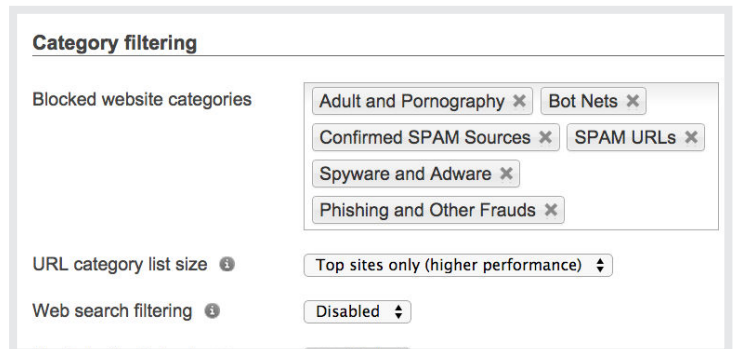 Category filtering
Blocked website categories
Adult and Pornography × Bot Nets ×
Confirmed SPAM Sources × SPAM URLs ×
Spyware and Adware ×
Phishing and Other Frauds ×
URL category list size Top sites only (higher performance)
Web search filtering Disabled